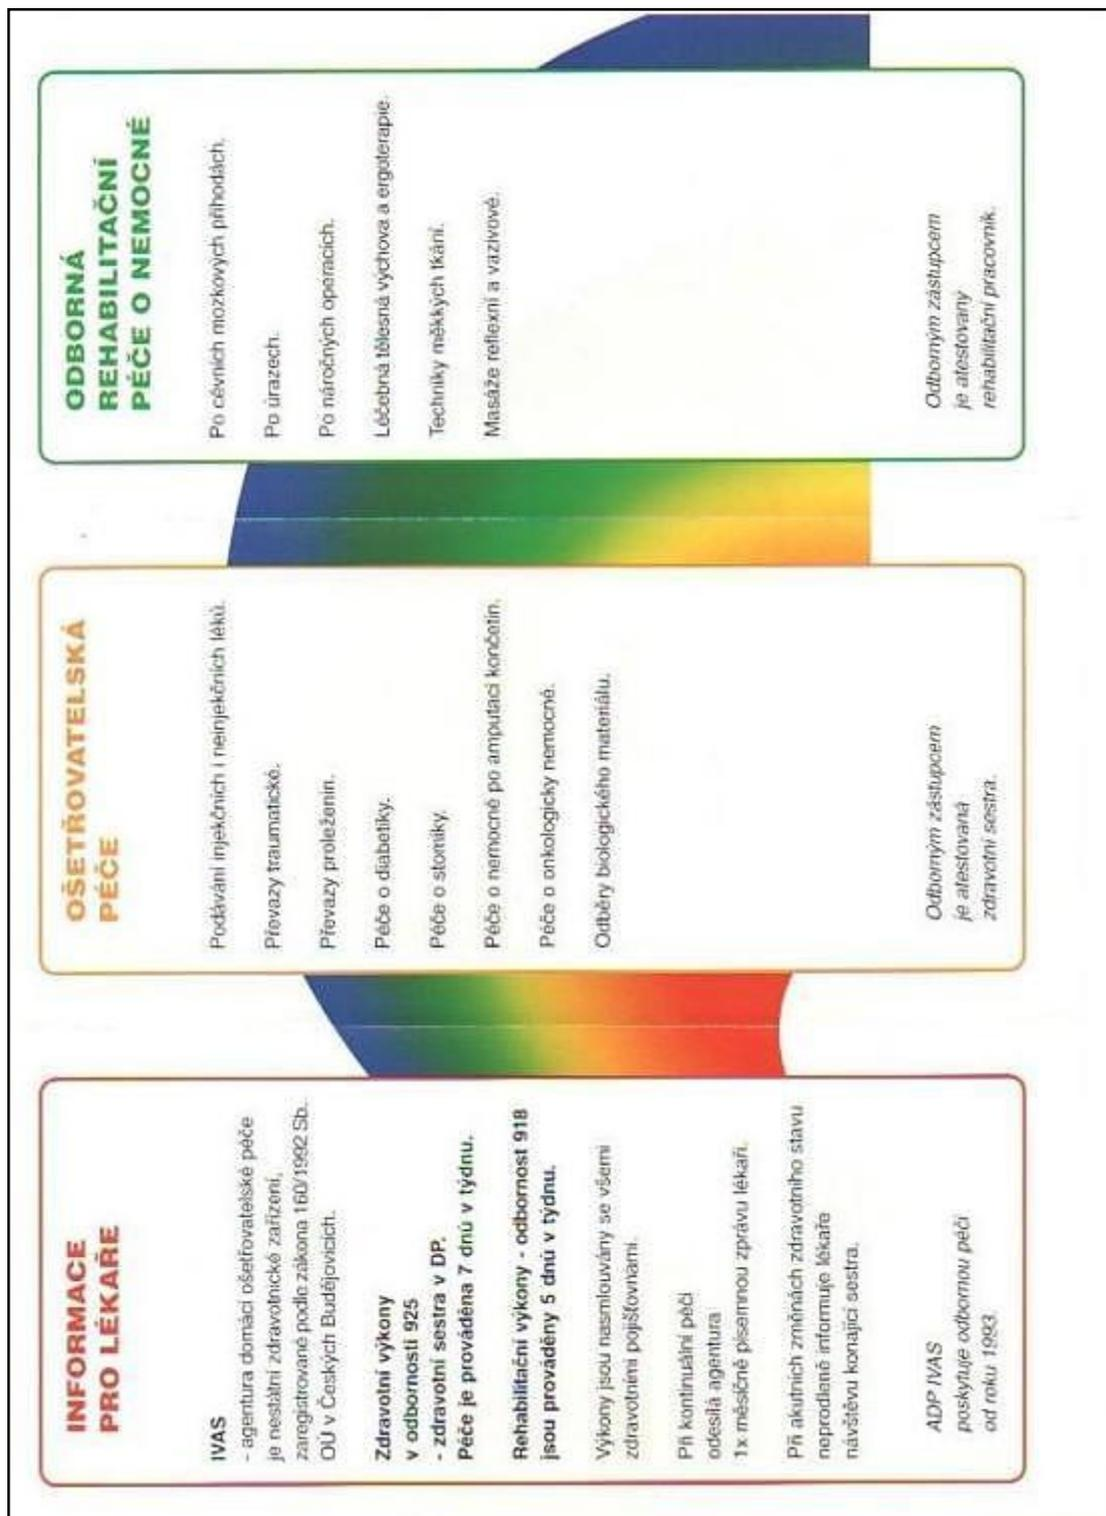 INFORMACE
PRO LÉKAŘE
IVAS
- agentura domácí ošetřovatelské péče
je nestátní zdravotnické zařízení,
zaregistrované podle zákona 160/1992 Sb.
OÚ v Českých Budějovicích.
Zdravotní výkony
v odbornosti 925
- zdravotní sestra v DP.
Péče je prováděna 7 dnů v týdnu.
Rehabilitační výkony - odbornost 918
jsou prováděny 5 dnů v týdnu.
Výkony jsou nasmlouvány se všemi
zdravotními pojišťovnami.
Při kontinuální péči
odesílá agentura
1x měsíčně písemnou zprávu lékaři.
Při akutních změnách zdravotního stavu
neprodleně informuje lékaře
návštěvu konající sestra.
ADP IVAS
poskytuje odbornou péči
od roku 1993.
OŠETŘOVATELSKÁ
PÉČE
Podávání injekčních i neinjekčních léků.
Převazy traumatické.
Převazy proleženin.
Péče o diabetiky.
Péče o stomiky.
Péče o nemocné po amputaci končetin.
Péče o onkologicky nemocné.
Odběry biologického materiálu.
Odborným zástupcem
je atestovaná
zdravotní sestra.
ODBORNÁ
REHABILITAČNÍ
PÉČE O NEMOCNÉ
Po cévních mozkových příhodách.
Po úrazech.
Po náročných operacích.
Léčebná tělesná výchova a ergoterapie.
Techniky měkkých tkání.
Masáže reflexní a vazivové.
Odborným zástupcem
je atestovaný
rehabilitační pracovník.